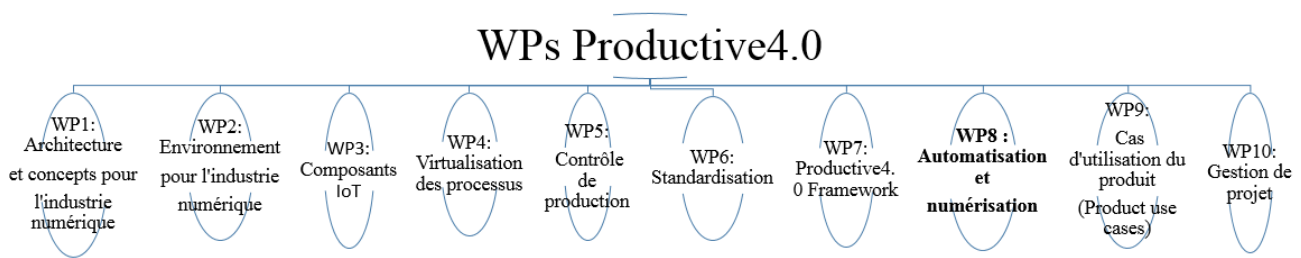 WPs Productive4.0
WP1:
Architecture
et concepts pour
l'industrie
numérique
WP2:
Environnement
pour l'industrie
numérique
WP3:
Composants
IoT
WP4:
Virtualisation
des processus
WP5:
Contrôle
de
production
WP6:
Standardisation
WP7:
Productive4.
0 Framework
WP8 :
Automatisation
et
numérisation
WP9:
Cas
d'utilisation du
produit
(Product use
cases)
WP10:
Gestion de
projet